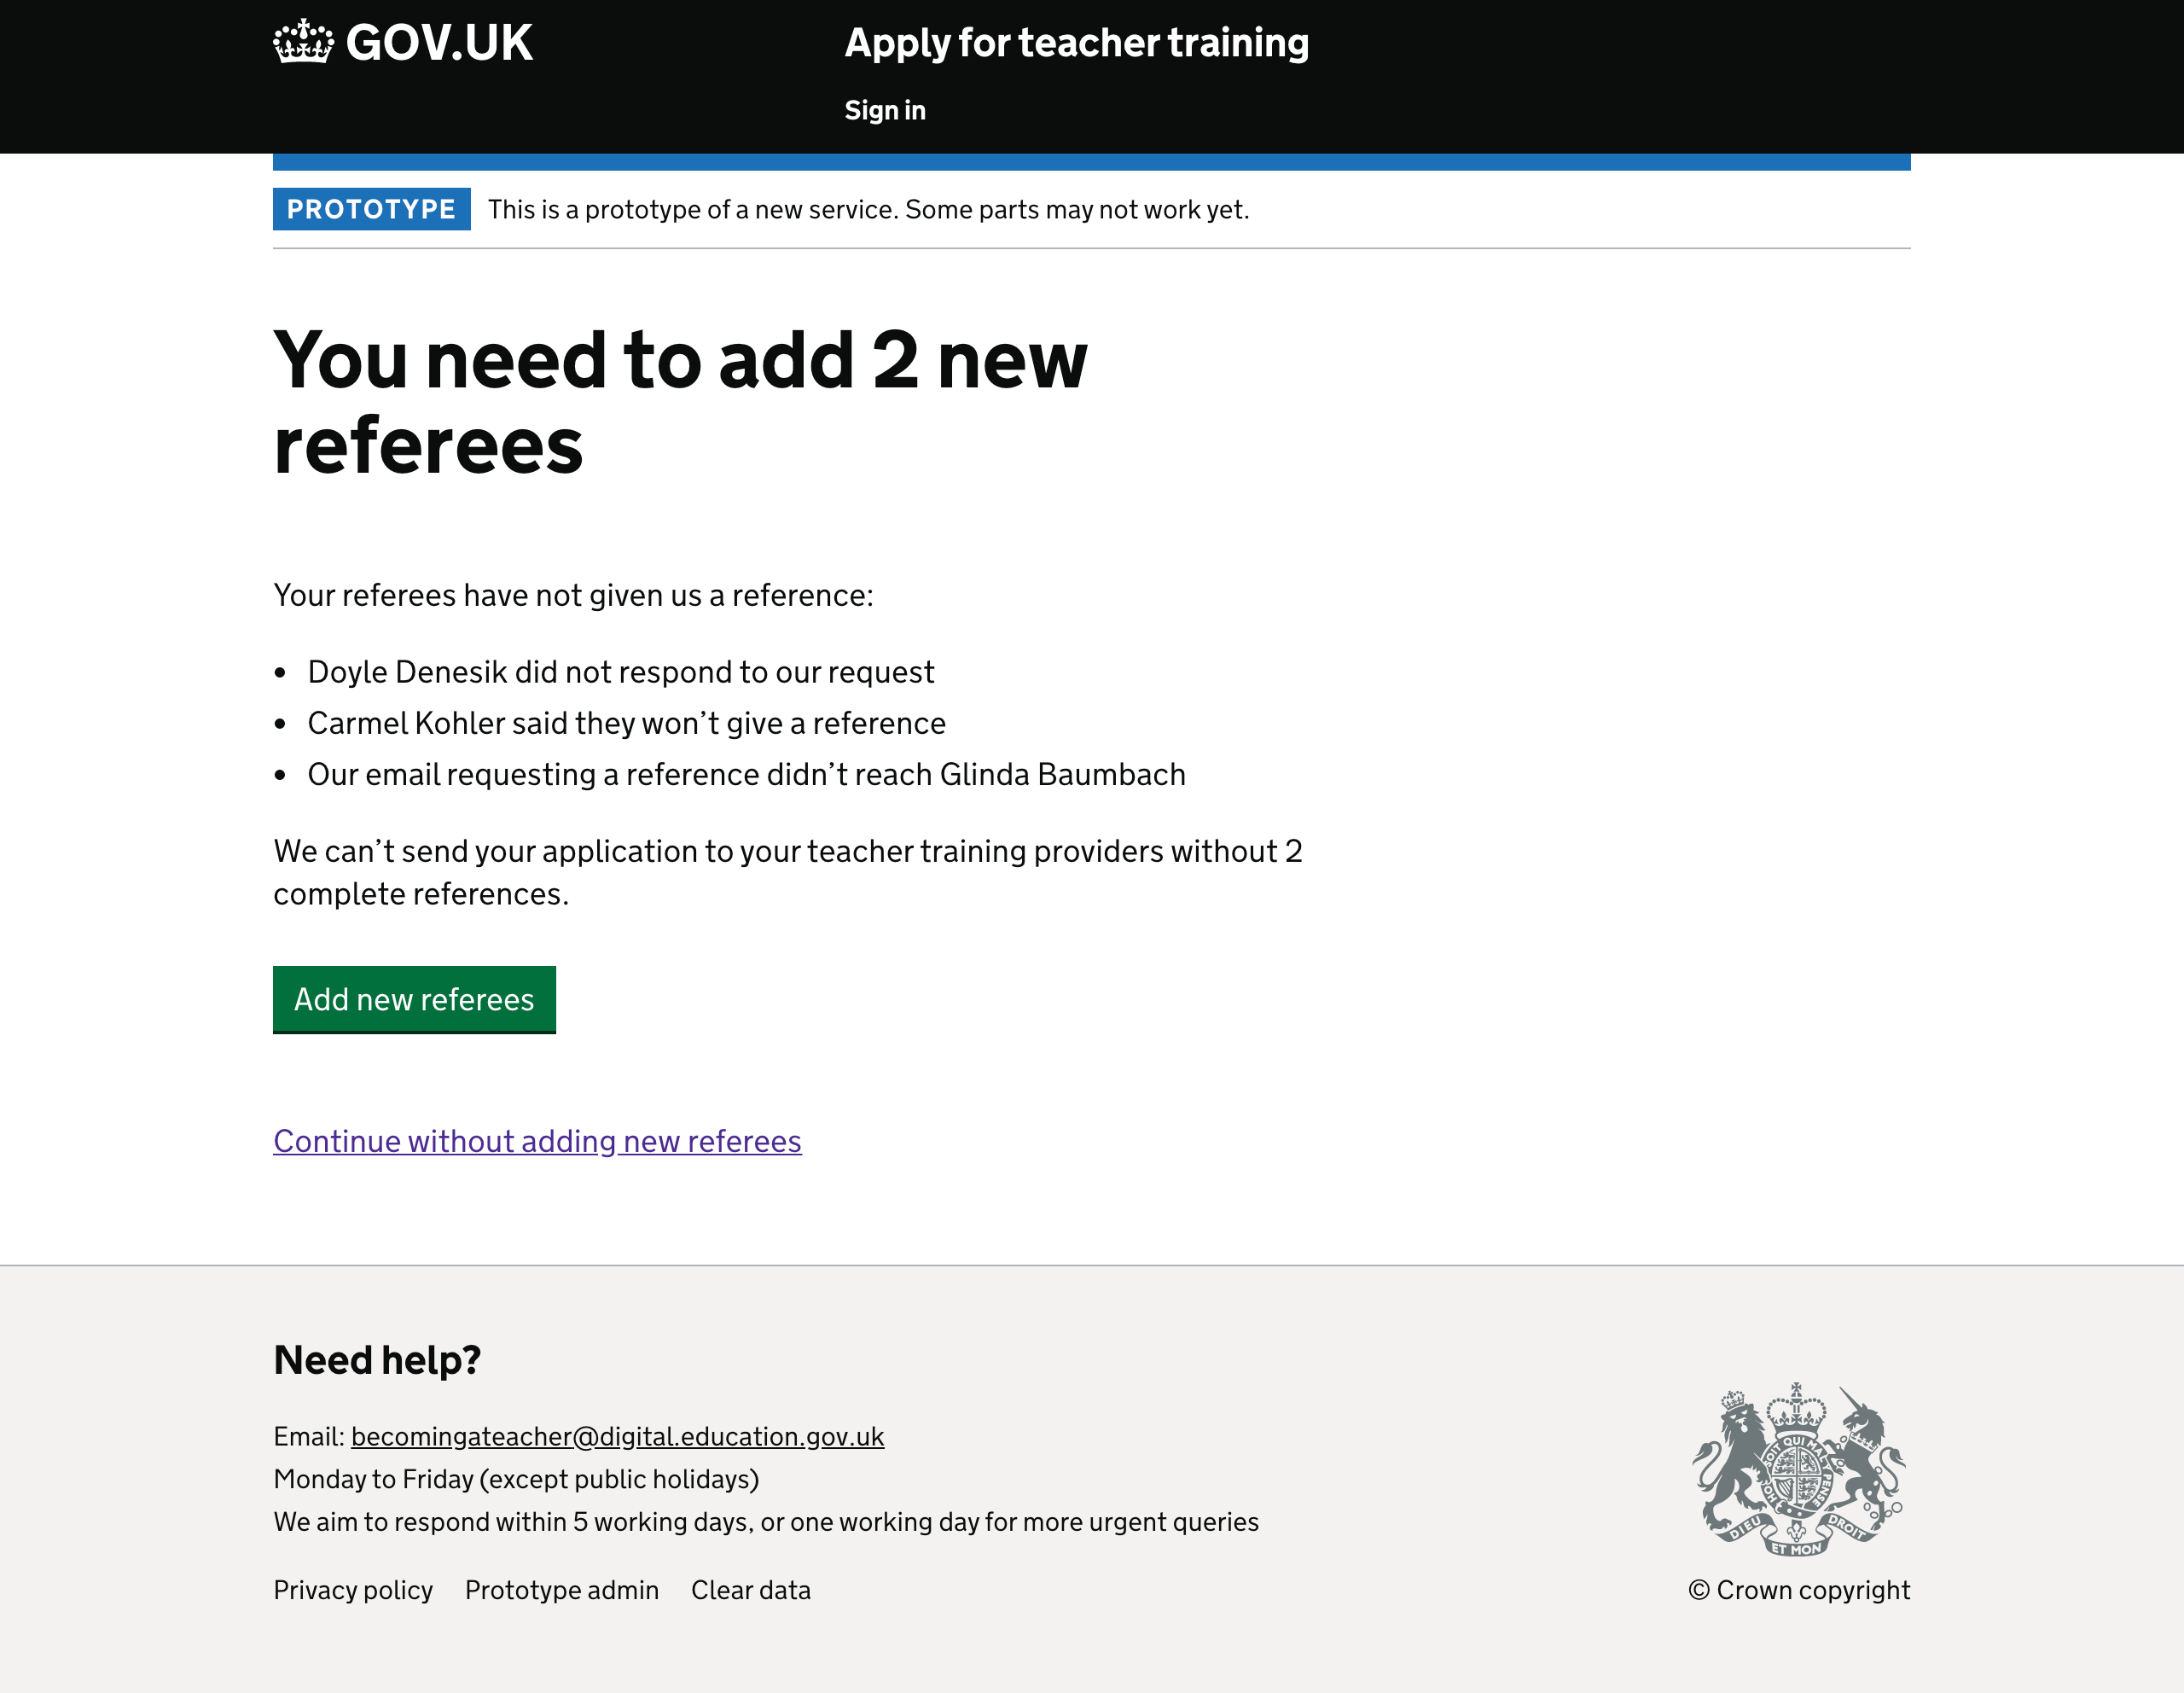 GOV.UK
Apply for teacher training
Sign in
PROTOTYPE
This is a prototype of a new service. Some parts may not work yet.
You need to add 2 new
referees
Your referees have not given us a reference:
• Doyle Denesik did not respond to our request
• Carmel Kohler said they won’t give a reference
• Our email requesting a reference didn’t reach Glinda Baumbach
We can’t send your application to your teacher training providers without 2
complete references.
Add new referees
Continue without adding new referees
Need help?
Email: becomingateacher@digital.education.gov.uk
Monday to Friday (except public holidays)
We aim to respond within 5 working days, or one working day for more urgent queries
Privacy policy Prototype admin Clear data
DIEU ET MON DROIT
© Crown copyright